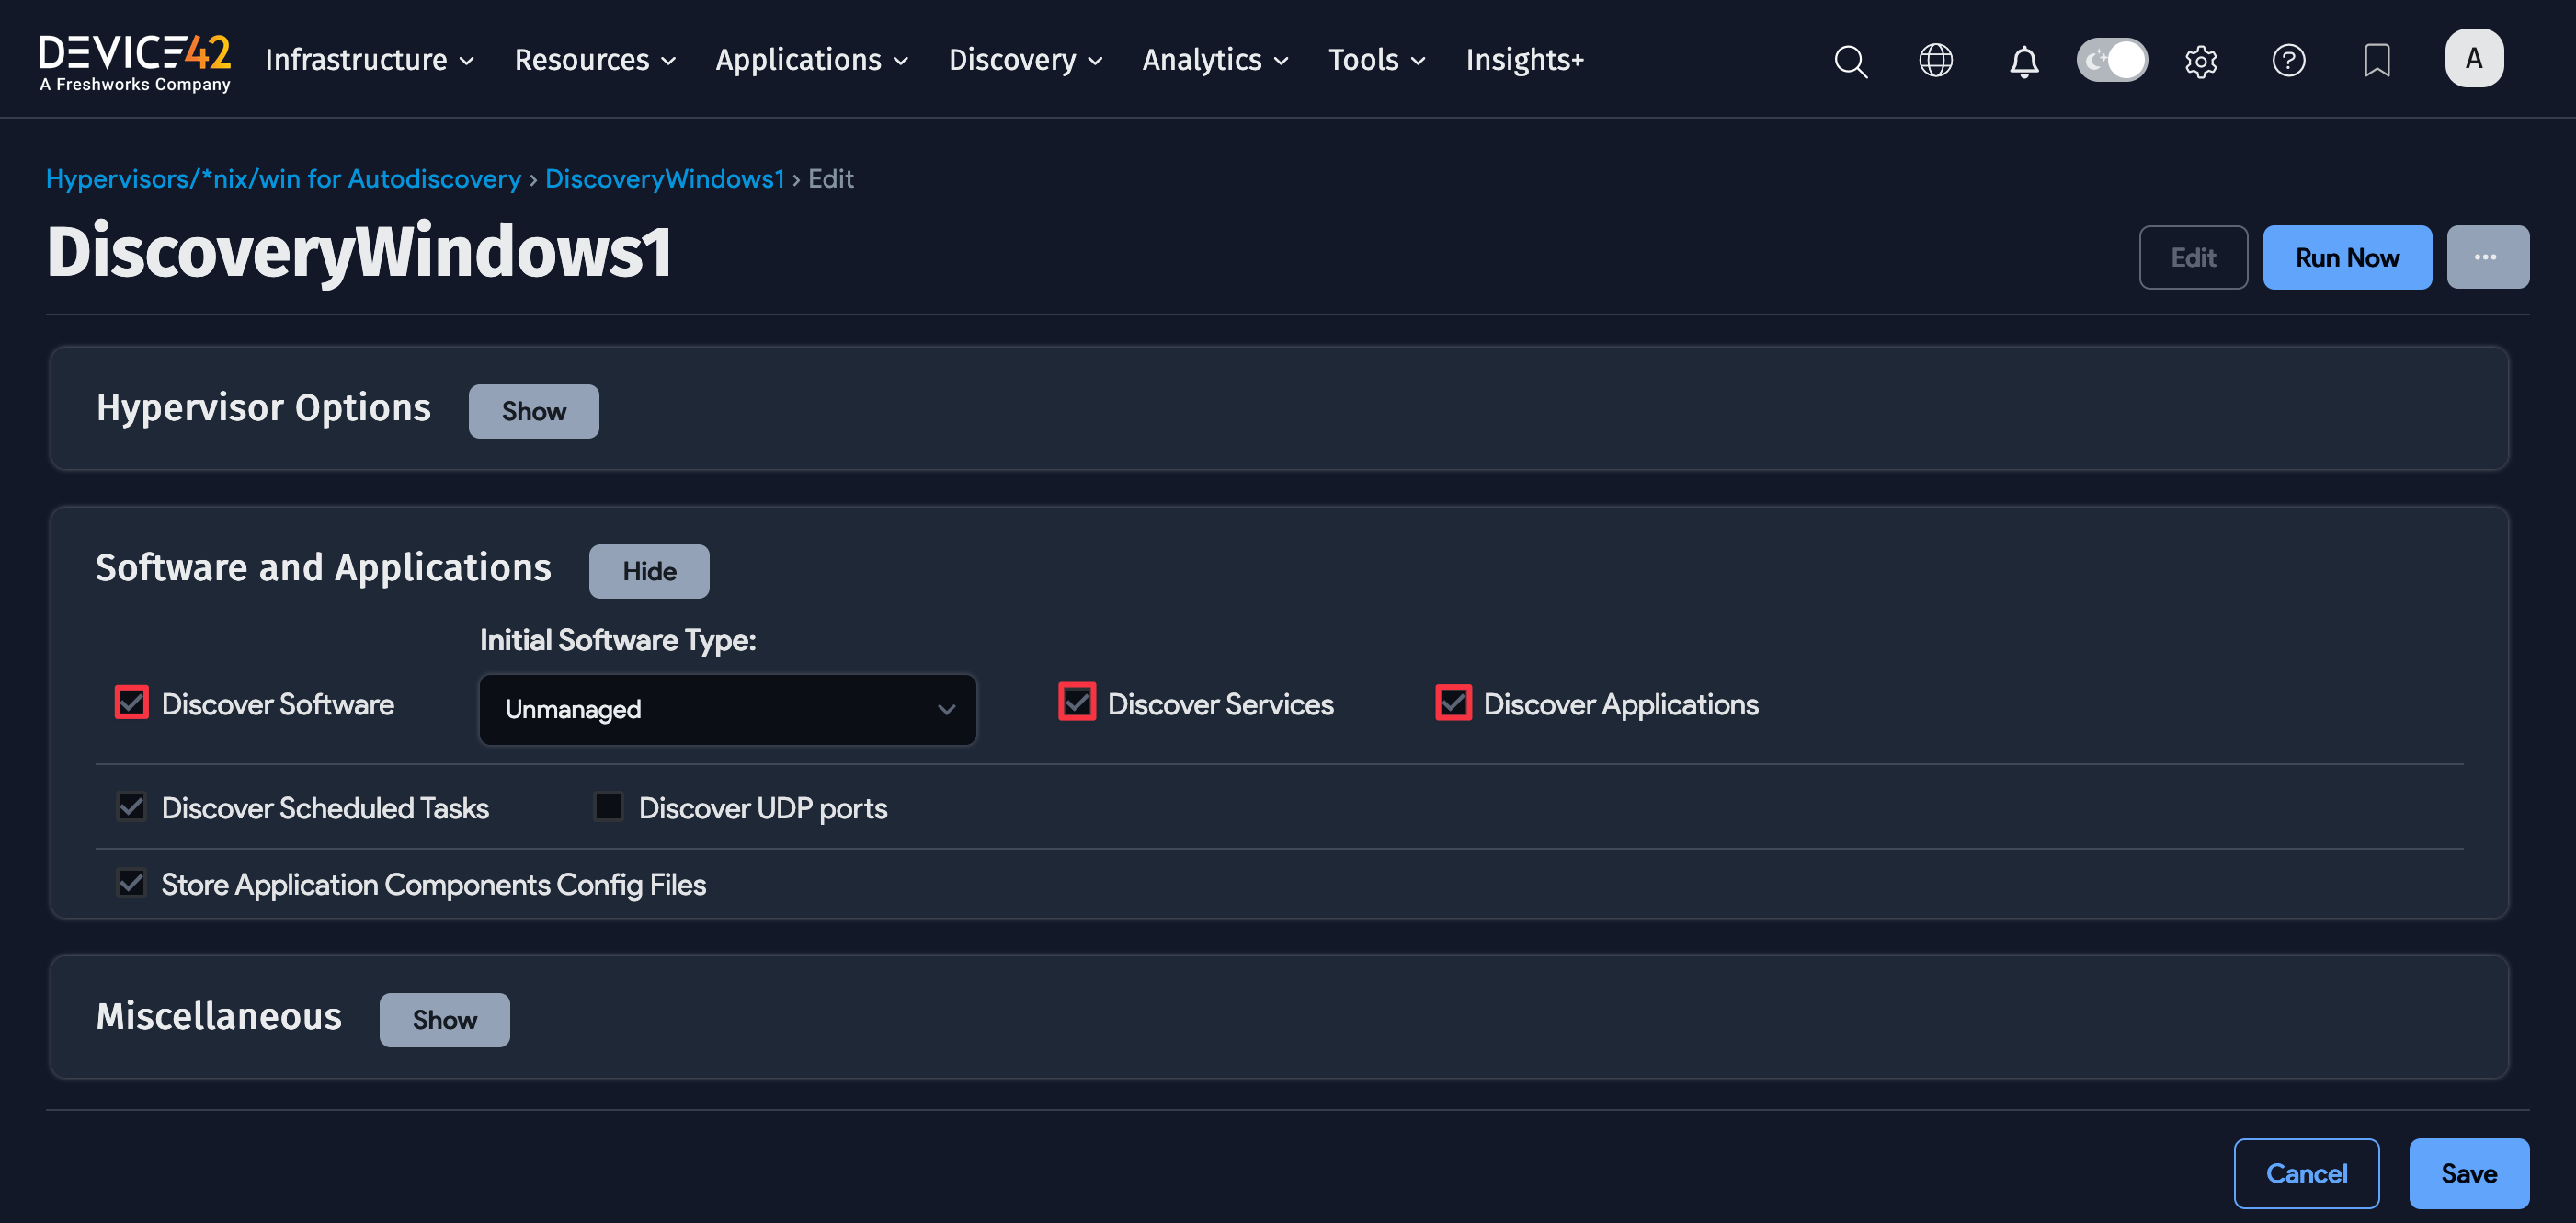 DEVICE42
A Freshworks Company
Infrastructure Resources Applications Discovery Analytics Tools Insights+
A
Hypervisors/*nix/win for Autodiscovery › DiscoveryWindows1 › Edit
DiscoveryWindows1
Edit Run Now ...
Hypervisor Options Show
Software and Applications Hide
Initial Software Type:
Discover Software Unmanaged Discover Services Discover Applications
Discover Scheduled Tasks Discover UDP ports
Store Application Components Config Files
Miscellaneous Show
Cancel Save